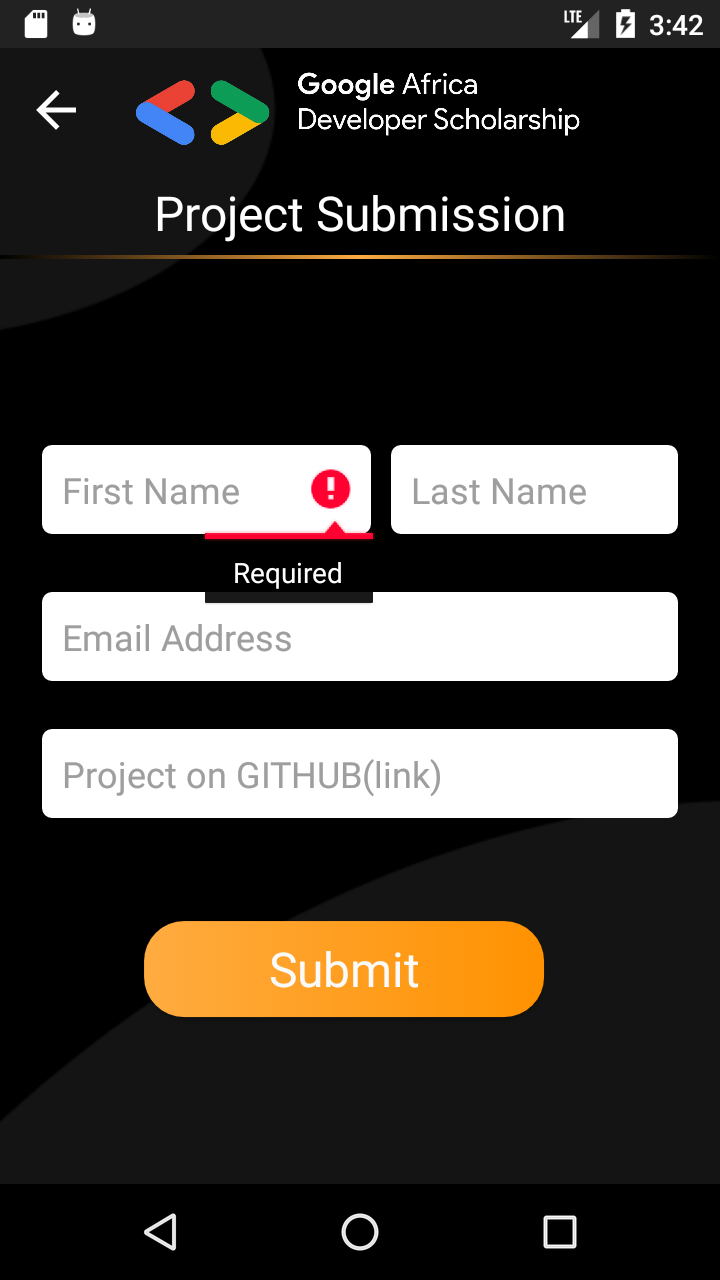 LTE 3:42
Google Africa
Developer Scholarship
Project Submission
First Name
Last Name
Required
Email Address
Project on GITHUB(link)
Submit